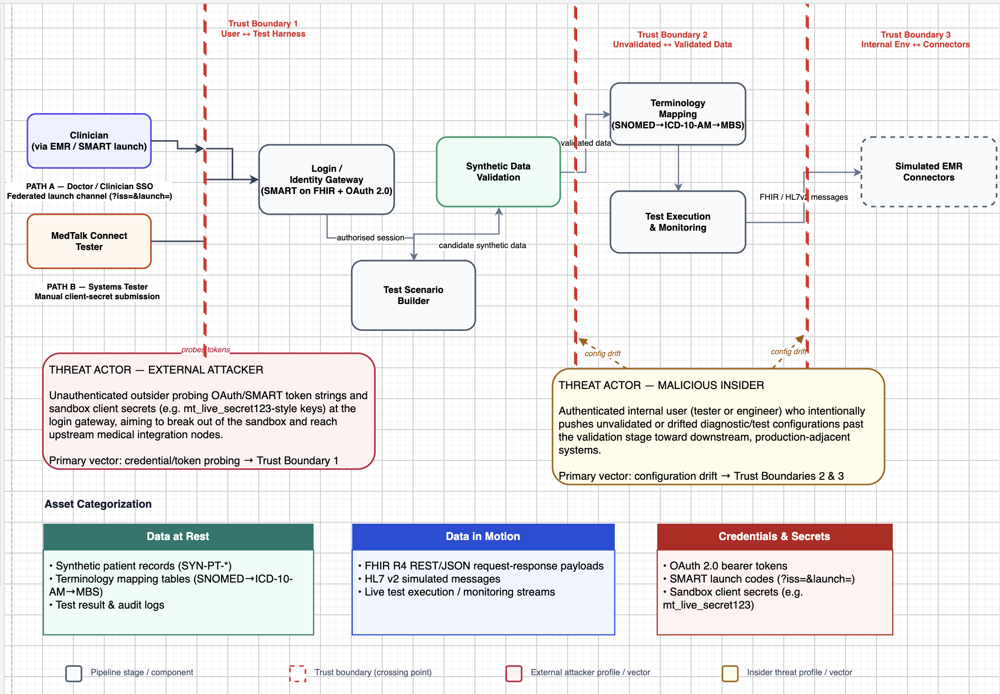 Trust Boundary 1
User ↔ Test Harness
Trust Boundary 2
Unvalidated ↔ Validated Data
Trust Boundary 3
Internal Env ↔ Connectors
Clinician
(via EMR / SMART launch)
PATH A — Doctor / Clinician SSO
Federated launch channel (?iss=&launch=)
MedTalk Connect
Tester
PATH B — Systems Tester
Manual client-secret submission
Login /
Identity Gateway
(SMART on FHIR + OAuth 2.0)
authorised session
candidate synthetic data
Test Scenario
Builder
Synthetic Data
Validation
validated data
Terminology
Mapping
(SNOMED→ICD-10-AM→MBS)
Test Execution
& Monitoring
FHIR / HL7v2 messages
Simulated EMR
Connectors
probes tokens
THREAT ACTOR — EXTERNAL ATTACKER
Unauthenticated outsider probing OAuth/SMART token strings and
sandbox client secrets (e.g. mt_live_secret123-style keys) at the
login gateway, aiming to break out of the sandbox and reach
upstream medical integration nodes.
Primary vector: credential/token probing → Trust Boundary 1
config drift
config drift
THREAT ACTOR — MALICIOUS INSIDER
Authenticated internal user (tester or engineer) who intentionally
pushes unvalidated or drifted diagnostic/test configurations past
the validation stage toward downstream, production-adjacent
systems.
Primary vector: configuration drift → Trust Boundaries 2 & 3
Asset Categorization
Data at Rest
• Synthetic patient records (SYN-PT-*)
• Terminology mapping tables (SNOMED→ICD-10-
AM→MBS)
• Test result & audit logs
Data in Motion
• FHIR R4 REST/JSON request-response payloads
• HL7 v2 simulated messages
• Live test execution / monitoring streams
Credentials & Secrets
• OAuth 2.0 bearer tokens
• SMART launch codes (?iss=&launch=)
• Sandbox client secrets (e.g.
mt_live_secret123)
Pipeline stage / component
Trust boundary (crossing point)
External attacker profile / vector
Insider threat profile / vector